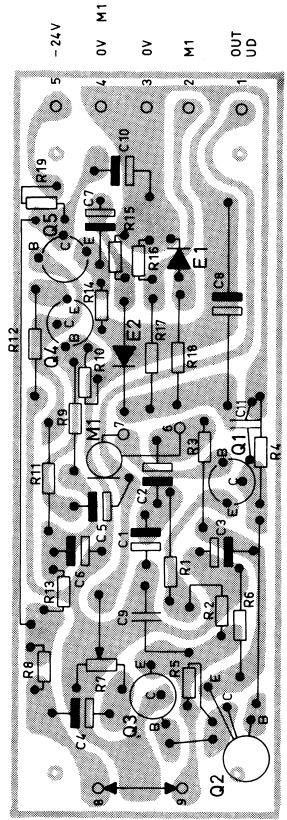 -24V
0V M1
0V
M1
OUT
UD
5
4
3
2
1
R19
C10
Q5
B
C
E
C7
R15
R16
E1
R12
R14
Q4
C
E
B
R10
E2
R17
R18
C8
R9
M1
7
6
R11
C5
C2
R3
Q1
B
C
E
C11
R4
C6
R13
C1
C3
R1
R8
C9
R2
R6
R7
C4
Q3
E
C
B
R5
E
C
B
Q2
8
9